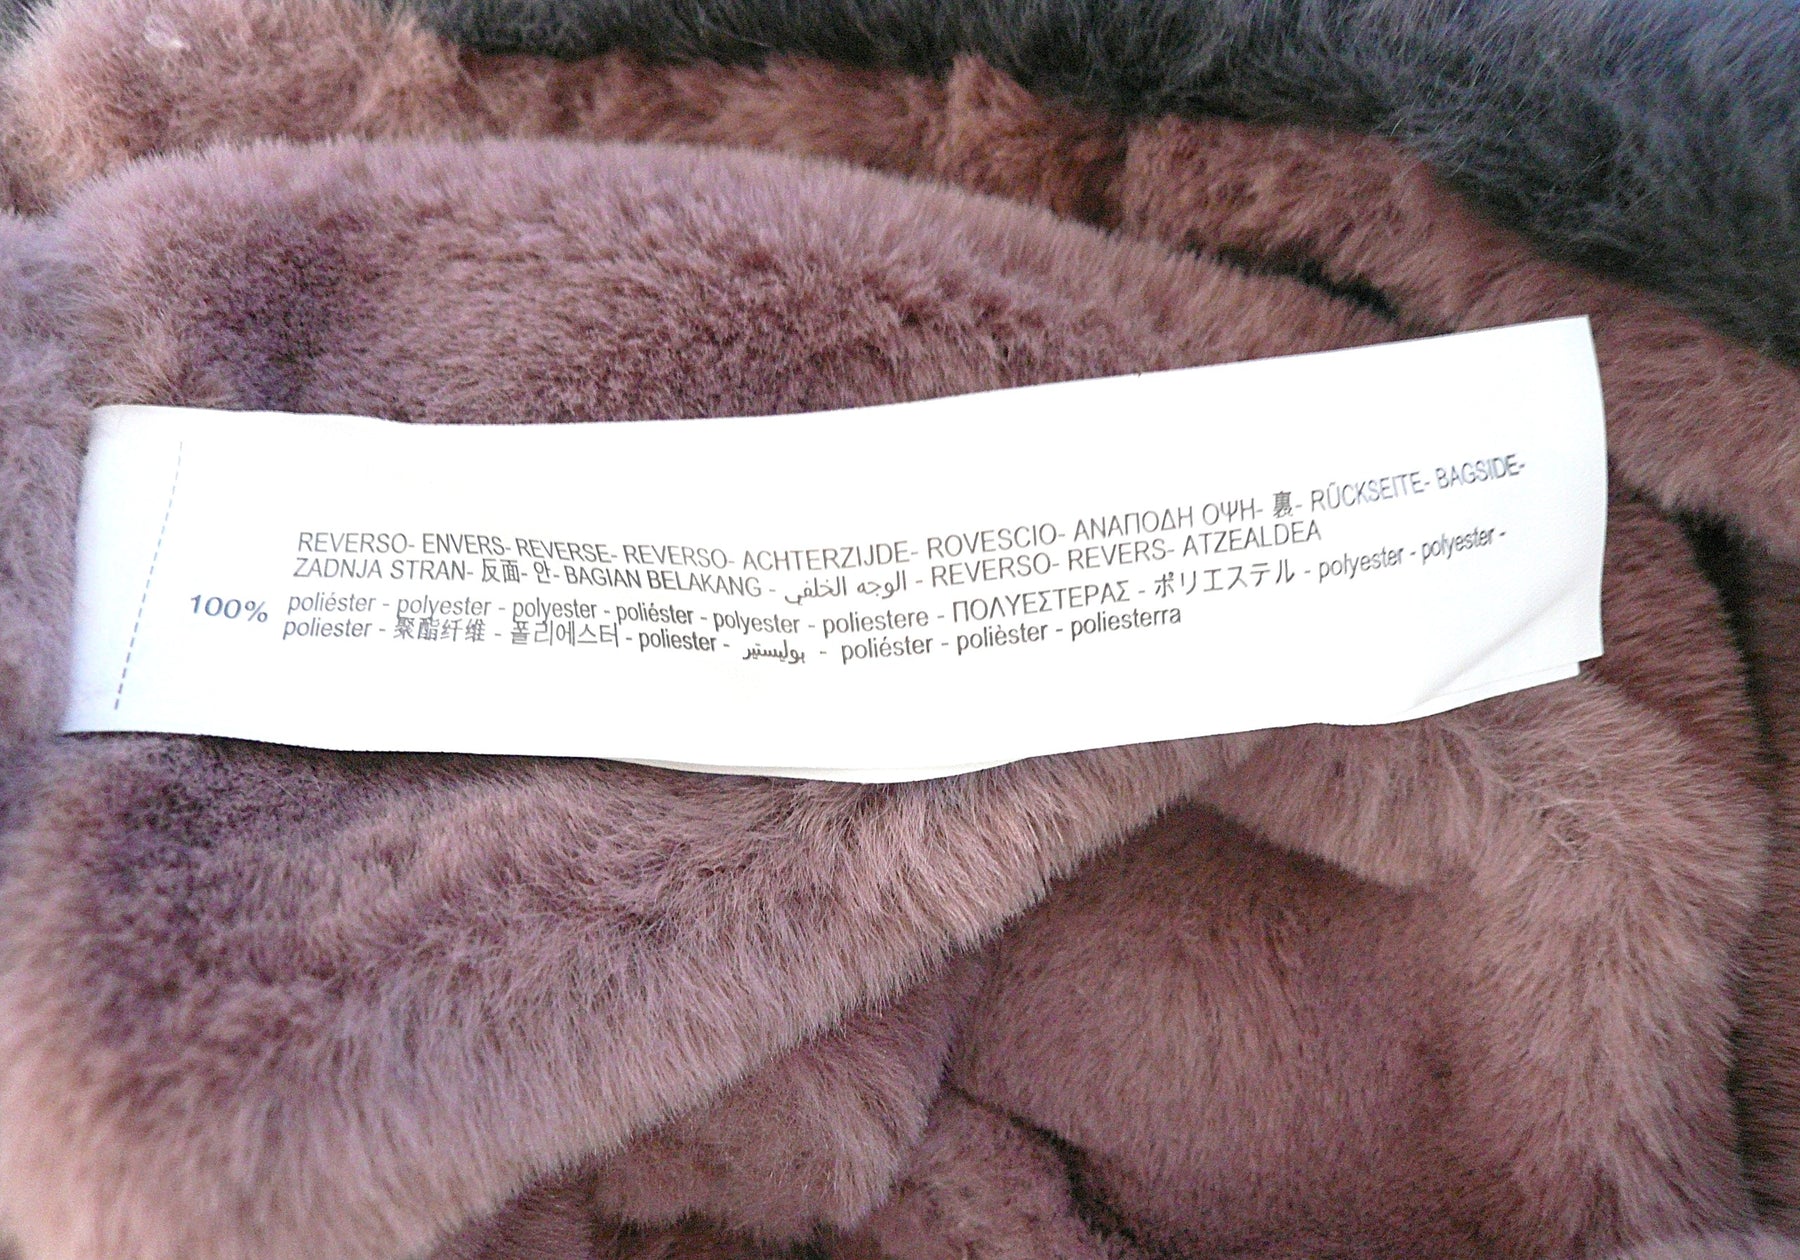 REVERSO- ENVERS- REVERSE- REVERSO- ACHTERZIJDE- ROVESCIO- ΑΝΑΠΟΔΗ ΟΨΗ- 裏- RÜCKSEITE- BAGSIDE-
ZADNJA STRAN- 反面- 안- BAGIAN BELAKANG - الوجه الخلفي - REVERSO- REVERS- ATZEALDEA
100% poliéster - polyester - polyester - poliéster - polyester - poliestere - ΠΟΛΥΕΣΤΕΡΑΣ - ポリエステル - polyester - polyester -
poliester - 聚酯纤维 - 폴리에스터 - poliester - بوليستير - poliéster - polièster - poliesterra